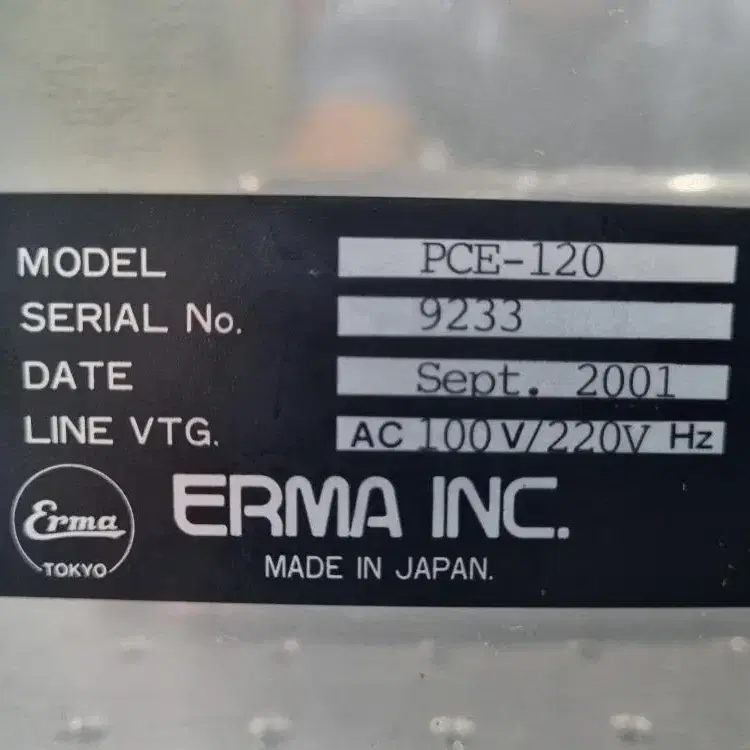 MODEL PCE-120
SERIAL No. 9233
DATE Sept. 2001
LINE VTG. AC 100V/220V Hz
Erma
TOKYO
ERMA INC.
MADE IN JAPAN.